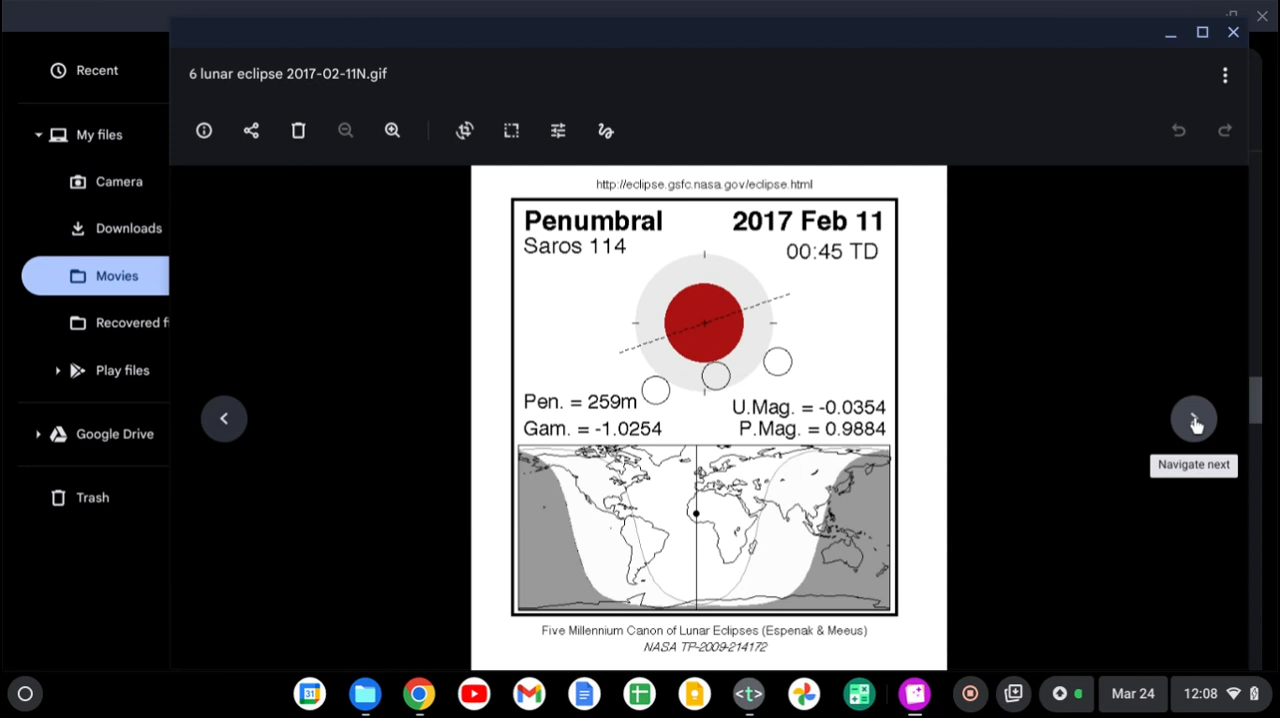 Recent
6 lunar eclipse 2017-02-11N.gif
My files
Camera
Downloads
Movies
Recovered fi
Play files
Google Drive
Trash
http://eclipse.gsfc.nasa.gov/eclipse.html
Penumbral 2017 Feb 11
Saros 114 00:45 TD
Pen. = 259m U.Mag. = -0.0354
Gam. = -1.0254 P.Mag. = 0.9884
Five Millennium Canon of Lunar Eclipses (Espenak & Meeus)
NASA TP-2009-214172
Navigate next
31
<t>
Mar 24
12:08